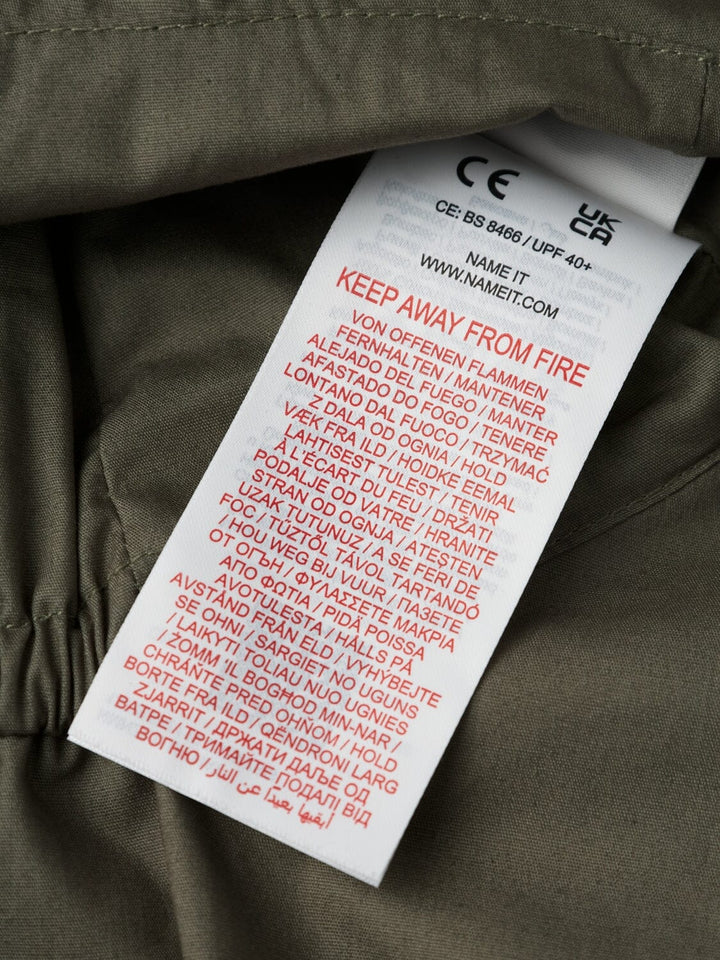 CE
UK
CA
CE: BS 8466 / UPF 40+
NAME IT
WWW.NAMEIT.COM
KEEP AWAY FROM FIRE
VON OFFENEN FLAMMEN
FERNHALTEN / MANTENER
ALEJADO DEL FUEGO / MANTER
AFASTADO DO FOGO / TENERE
LONTANO DAL FUOCO / TRZYMAĆ
Z DALA OD OGNIA / HOLD
VÆK FRA ILD / HOIDKE EEMAL
LAHTISEST TULEST / TENIR
À L'ÉCART DU FEU / DRŽATI
PODALJE OD VATRE / HRANITE
STRAN OD OGNJA / ATEŞTEN
UZAK TUTUNUZ / A SE FERI DE
FOC / TŰZTŐL TÁVOL TARTANDÓ
/ HOU WEG BIJ VUUR / ПАЗЕТЕ
ОТ ОГЪН / ΦΥΛΑΣΣΕΤΕ ΜΑΚΡΙΑ
ΑΠΟ ΦΩΤΙΑ / PIDÄ POISSA
AVOTULESTA / HÅLLS PÅ
AVSTÅND FRÅN ELD / VYHÝBEJTE
SE OHNI / SARGIET NO UGUNS
/ LAIKYTI TOLIAU NUO UGNIES
/ ŻOMM 'IL BOGĦOD MIN-NAR /
CHRÁŇTE PRED OHŇOM / HOLD
BORTE FRA ILD / QËNDRONI LARG
ZJARRIT / ДРЖАТИ ДАЉЕ ОД
ВАТРЕ / ТРИМАЙТЕ ПОДАЛІ ВІД
ВОГНЮ / أبقيها بعيدًا عن النار